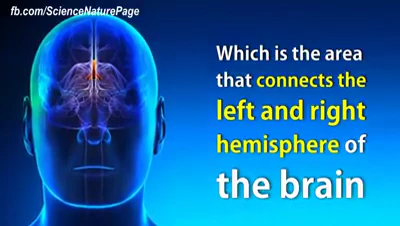 fb.com/ScienceNaturePage
Which is the area
that connects the
left and right
hemisphere of
the brain